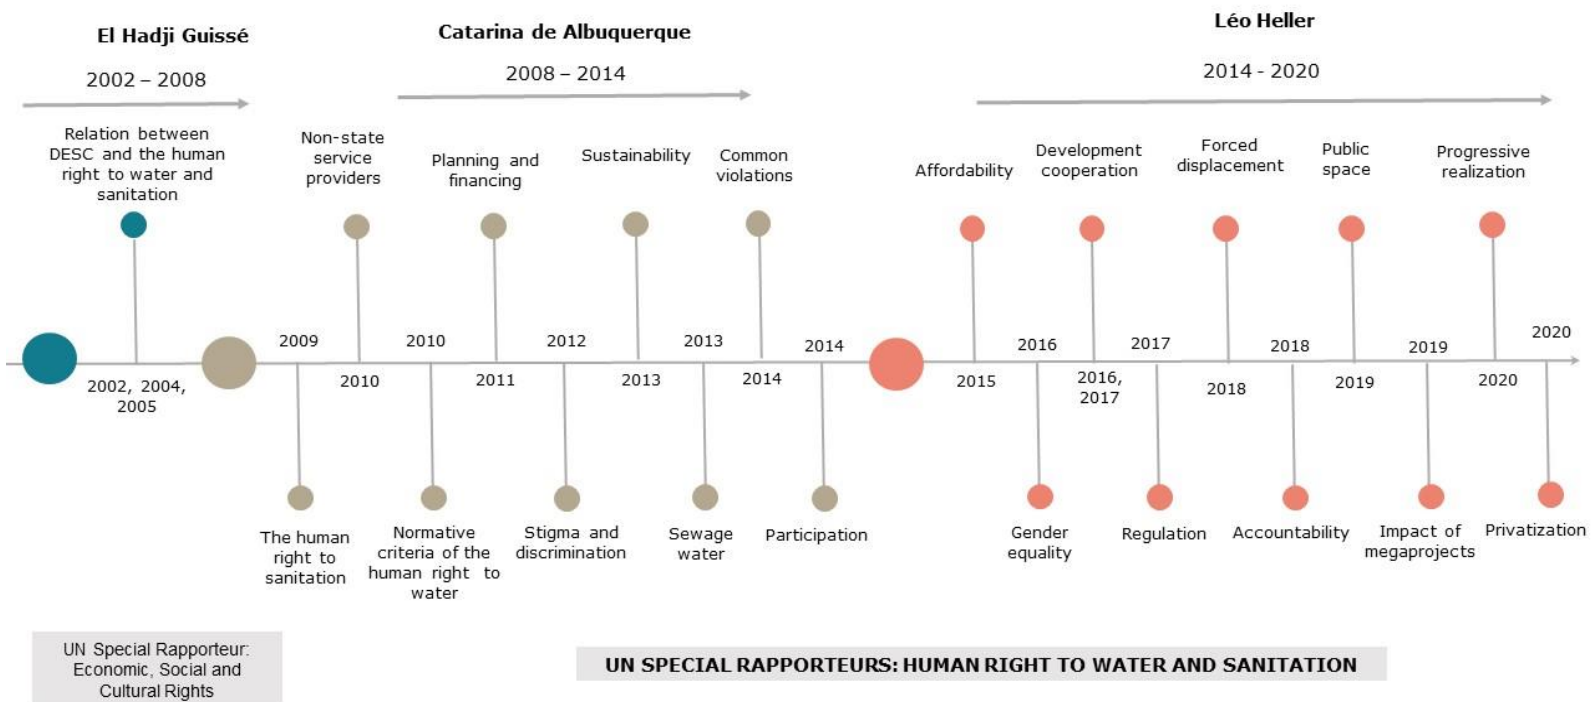 El Hadji Guissé
2002 – 2008
Catarina de Albuquerque
2008 – 2014
Léo Heller
2014 - 2020
Relation between
DESC and the human
right to water and
sanitation
Non-state
service
providers
Planning and
financing
Sustainability
Common
violations
Affordability
Development
cooperation
Forced
displacement
Public
space
Progressive
realization
2002, 2004,
2005
2009
2010
2010
2011
2012
2013
2013
2014
2014
2015
2016
2016,
2017
2017
2018
2018
2019
2019
2020
2020
The human
right to
sanitation
Normative
criteria of the
human right to
water
Stigma and
discrimination
Sewage
water
Participation
Gender
equality
Regulation
Accountability
Impact of
megaprojects
Privatization
UN Special Rapporteur:
Economic, Social and
Cultural Rights
UN SPECIAL RAPPORTEURS: HUMAN RIGHT TO WATER AND SANITATION